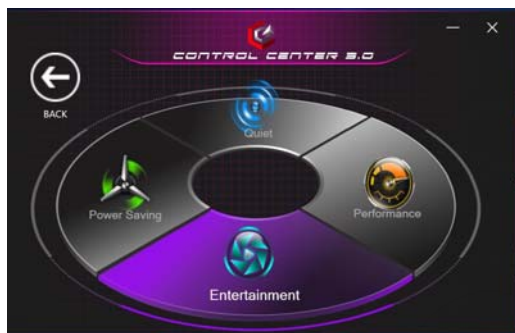 CONTROL CENTER 3.0
BACK
Quiet
Power Saving
Performance
Entertainment